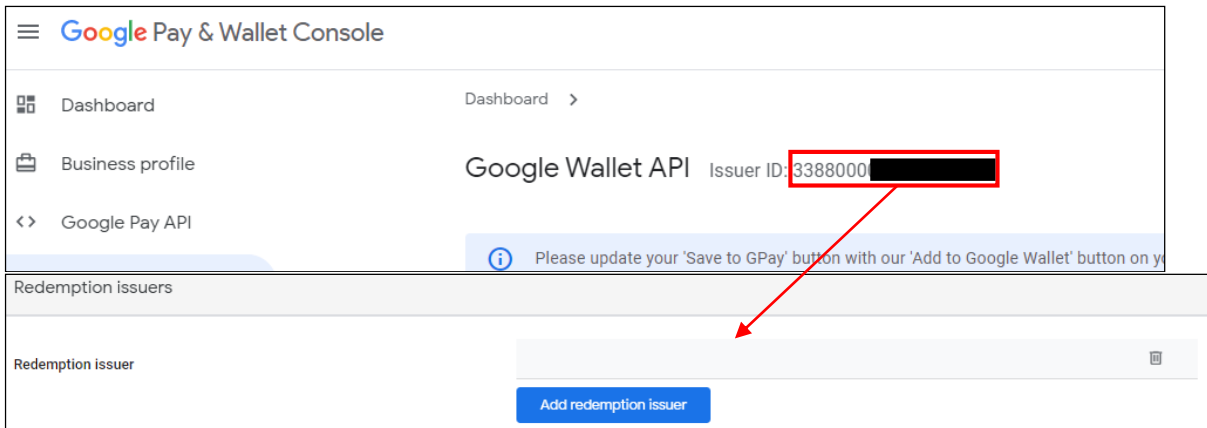 Google Pay & Wallet Console
Dashboard
Dashboard >
Business profile
Google Wallet API Issuer ID: 3388000
Google Pay API
Please update your 'Save to GPay' button with our 'Add to Google Wallet' button on
Redemption issuers
Redemption issuer
Add redemption issuer